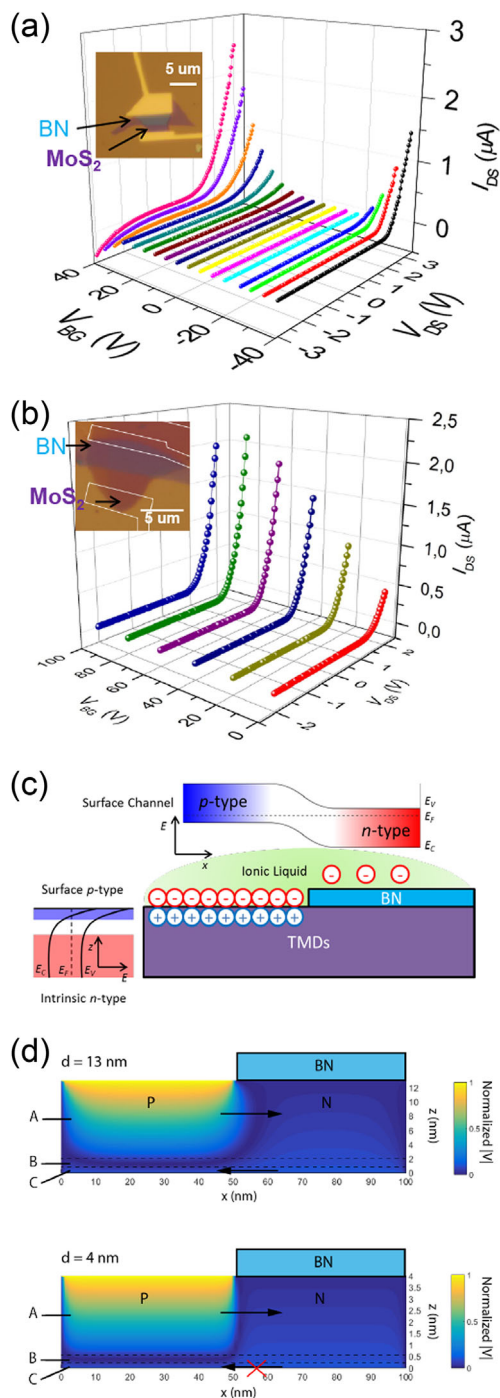 (a)
5 um
BN
MoS2
3
2
1
0
IDS (μA)
40
20
0
-20
-40
VBG (V)
3
2
1
0
-1
-2
-3
VDS (V)
(b)
BN
MoS2
5 um
2,5
2,0
1,5
1,0
0,5
0,0
IDS (μA)
100
80
60
40
20
0
VBG (V)
2
1
0
-1
-2
VDS (V)
(c)
Surface Channel
p-type
n-type
EV
EF
EC
E
x
Ionic Liquid
BN
TMDs
Surface p-type
EC
EF
EV
z
E
Intrinsic n-type
(d)
d = 13 nm
BN
A
B
C
P
N
12
10
8
6
4
2
0
z (nm)
0 10 20 30 40 50 60 70 80 90 100
x (nm)
1
0.5
0
Normalized |V|
d = 4 nm
BN
A
B
C
P
N
4
3.5
3
2.5
2
1.5
1
0.5
0
z (nm)
0 10 20 30 40 50 60 70 80 90 100
x (nm)
1
0.5
0
Normalized |V|